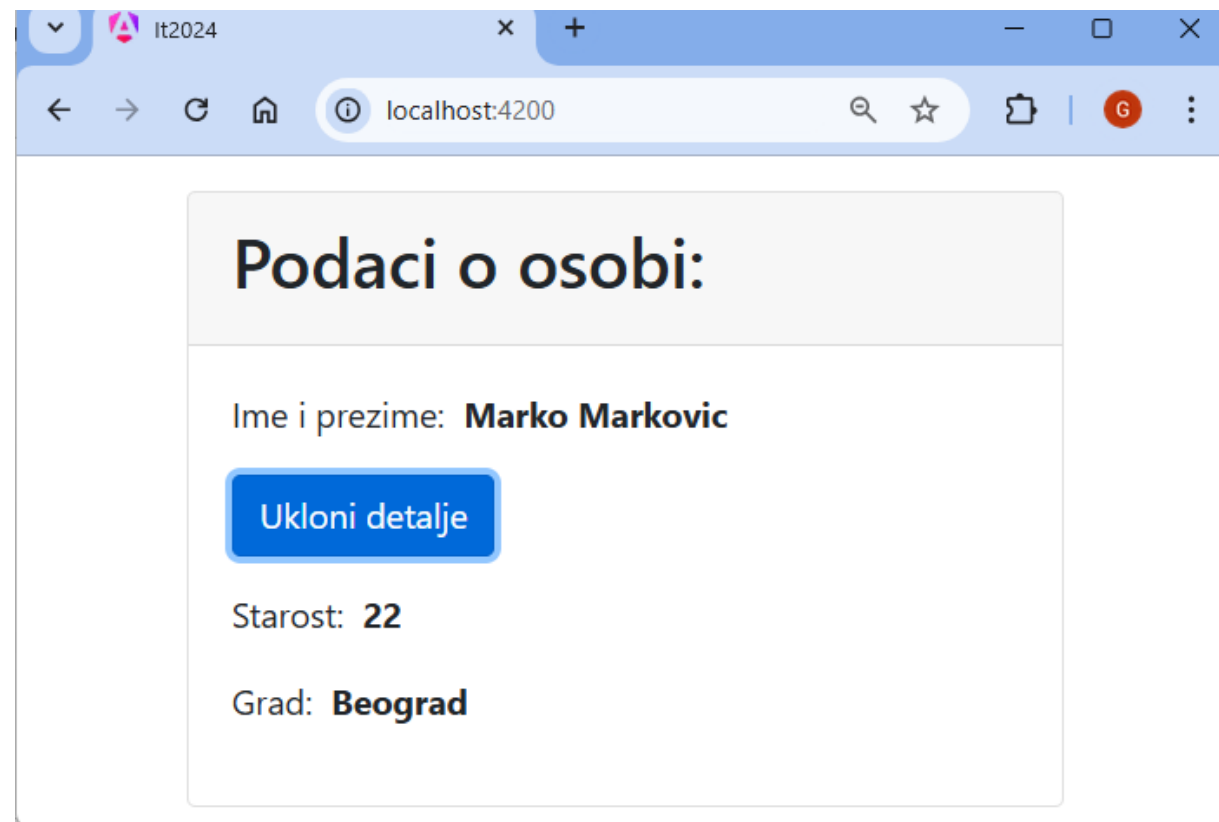 It2024
localhost:4200
G
Podaci o osobi:
Ime i prezime: Marko Markovic
Ukloni detalje
Starost: 22
Grad: Beograd